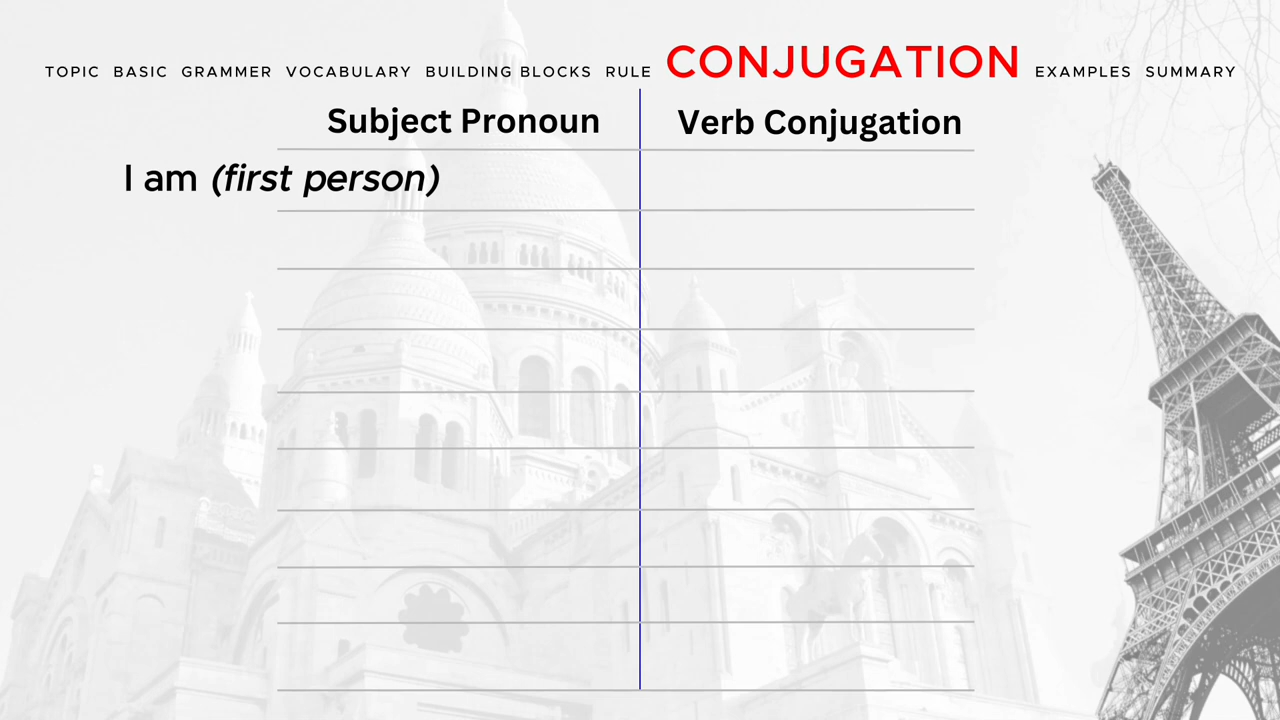 TOPIC BASIC GRAMMER VOCABULARY BUILDING BLOCKS RULE CONJUGATION EXAMPLES SUMMARY
Subject Pronoun Verb Conjugation
I am (first person)